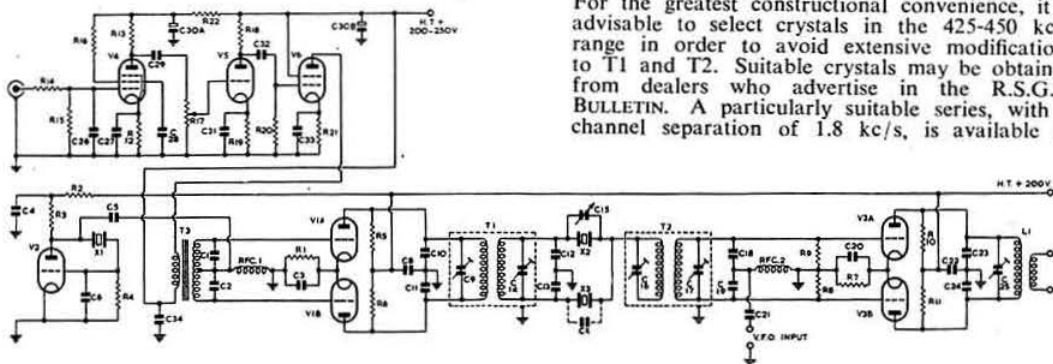 For the greatest constructional convenience, it
advisable to select crystals in the 425-450 kc
range in order to avoid extensive modificatio
to T1 and T2. Suitable crystals may be obtain
from dealers who advertise in the R.S.G.
BULLETIN. A particularly suitable series, with
channel separation of 1.8 kc/s, is available
R16
R13
C30A
R22
R18
C30B
H.T +
200-250V
V4
C29
V5
C32
V6
R14
R15
C26
C27
R12
C28
R17
C31
R19
R20
C33
R21
R2
H.T. + 200V
C4
R3
C5
V2
X1
C6
R4
T3
C34
C1
C2
RFC.1
R1
C3
V1A
V1B
R5
R6
C8
C10
C11
T1
C9
C14
C12
C13
C15
X2
X3
T2
C17
C18
RFC.2
C21
V.F.O. INPUT
R9
R8
C20
R7
V3A
V3B
R10
R11
C22
C23
C24
L1